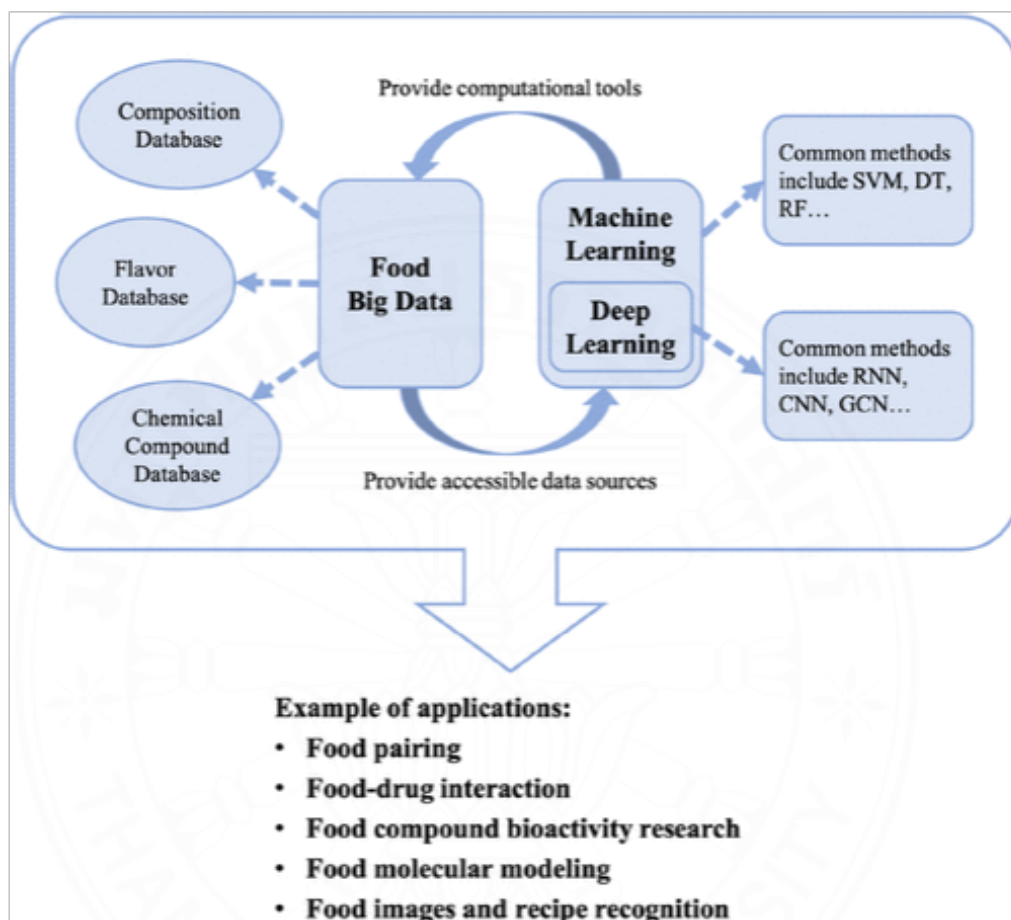 Provide computational tools
Composition
Database
Flavor
Database
Chemical
Compound
Database
Food
Big Data
Machine
Learning
Deep
Learning
Common methods
include SVM, DT,
RF...
Common methods
include RNN,
CNN, GCN...
Provide accessible data sources
Example of applications:
• Food pairing
• Food-drug interaction
• Food compound bioactivity research
• Food molecular modeling
• Food images and recipe recognition